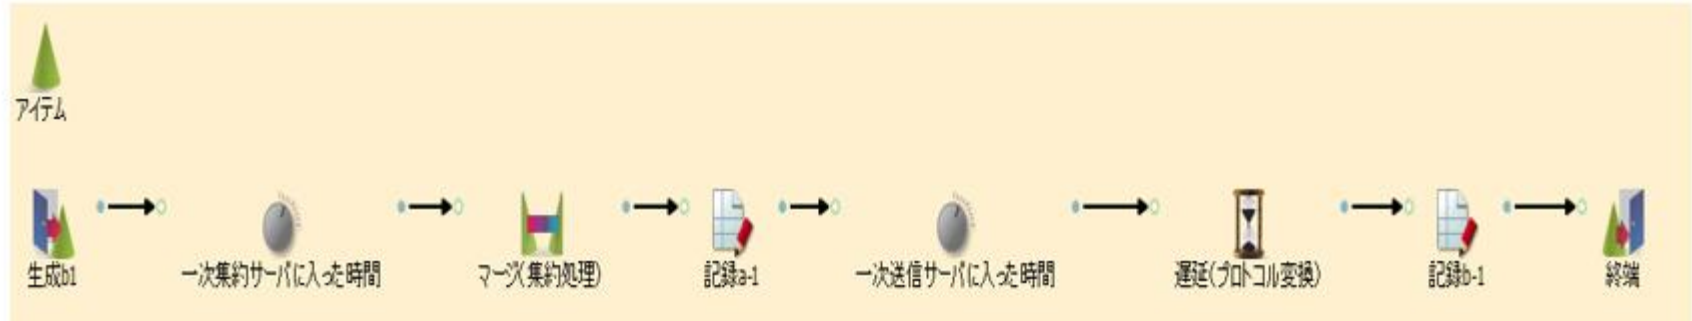 アイテム
生成b1
一次集約サーバに入った時間
マージ(集約処理)
記録a-1
一次送信サーバに入った時間
遅延(プロトコル変換)
記録b-1
終端